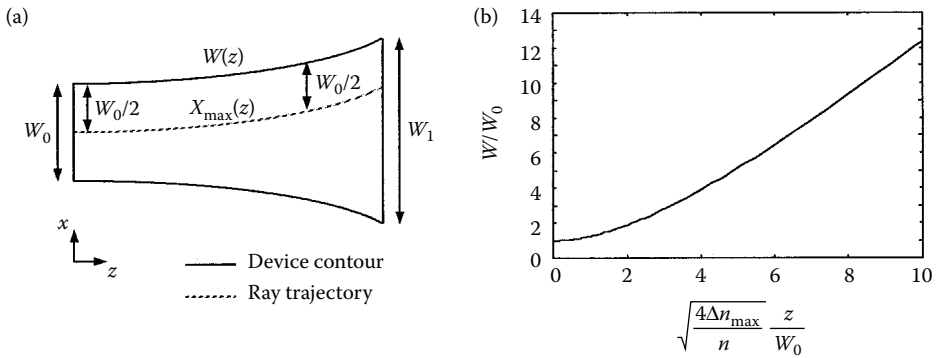 (a)
W(z)
W₀/2
W₀/2
Xmax(z)
W₀
W₁
x
z
Device contour
Ray trajectory
(b)
14
12
10
8
6
4
2
0
W/W₀
0 2 4 6 8 10
√(4Δnmax/n) z/W₀